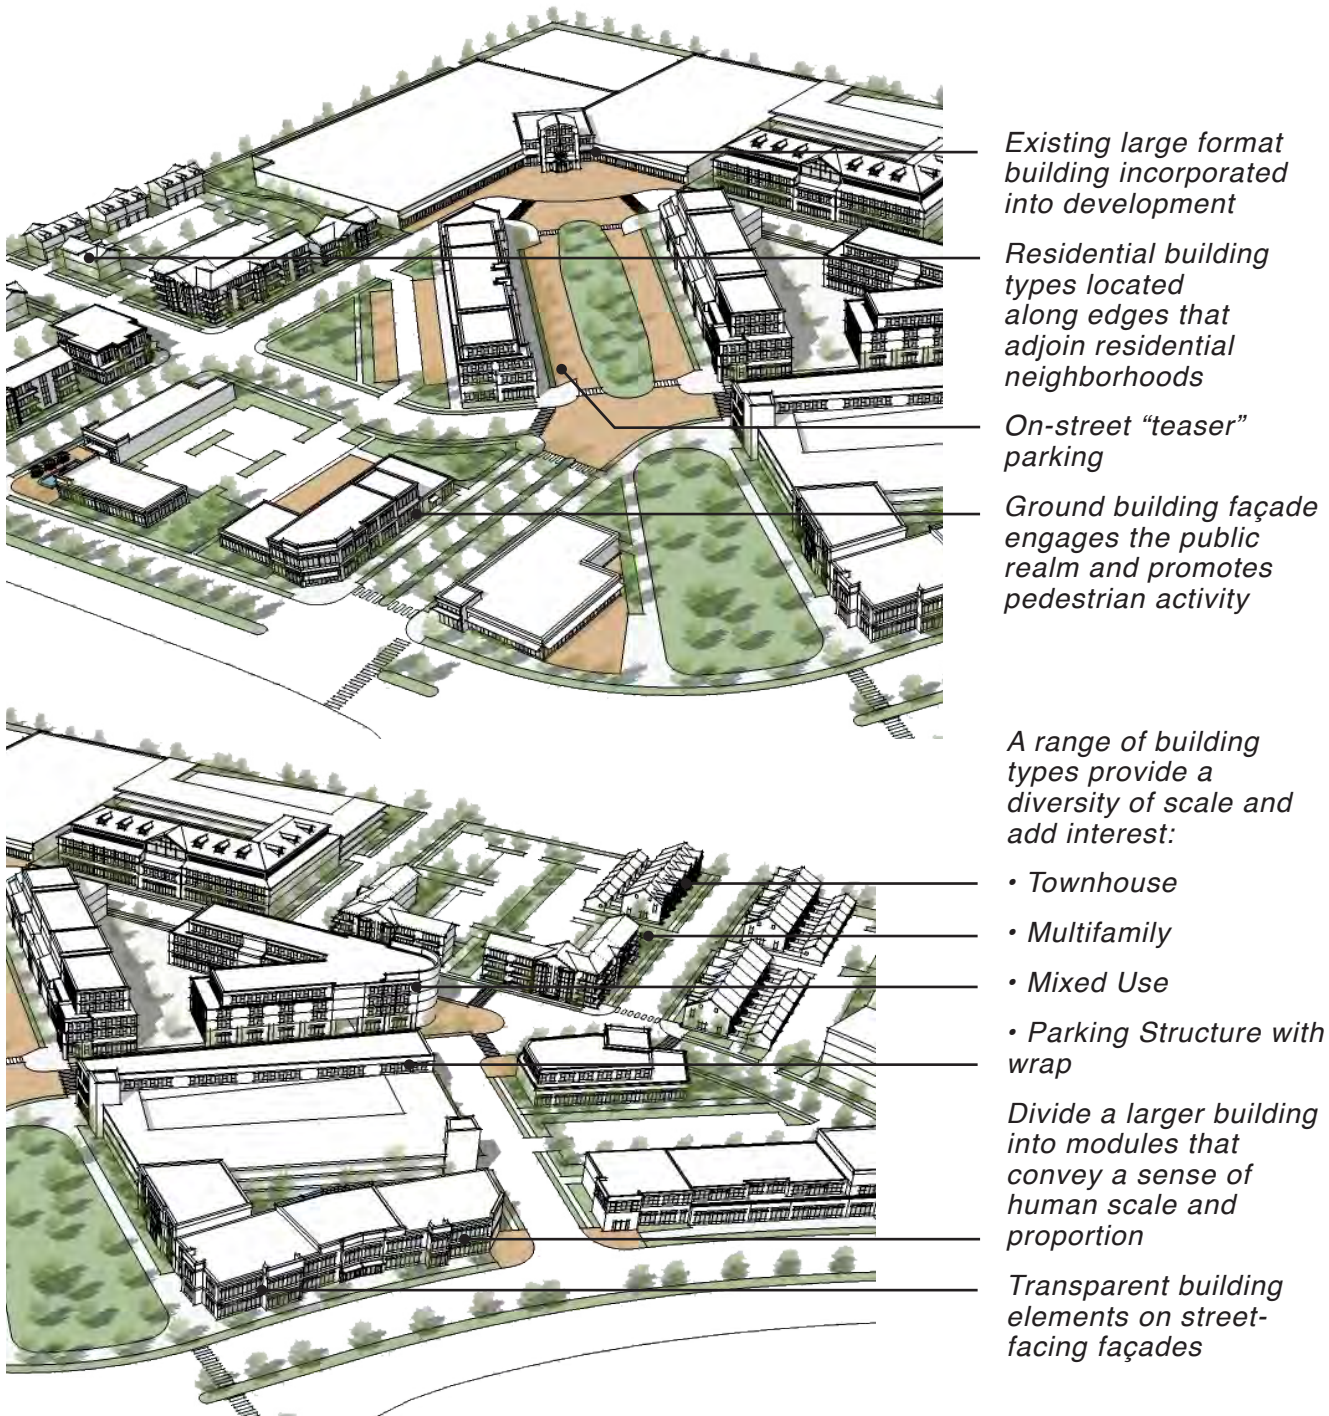 Existing large format
building incorporated
into development
Residential building
types located
along edges that
adjoin residential
neighborhoods
On-street “teaser”
parking
Ground building façade
engages the public
realm and promotes
pedestrian activity
A range of building
types provide a
diversity of scale and
add interest:
• Townhouse
• Multifamily
• Mixed Use
• Parking Structure with
wrap
Divide a larger building
into modules that
convey a sense of
human scale and
proportion
Transparent building
elements on street-
facing façades